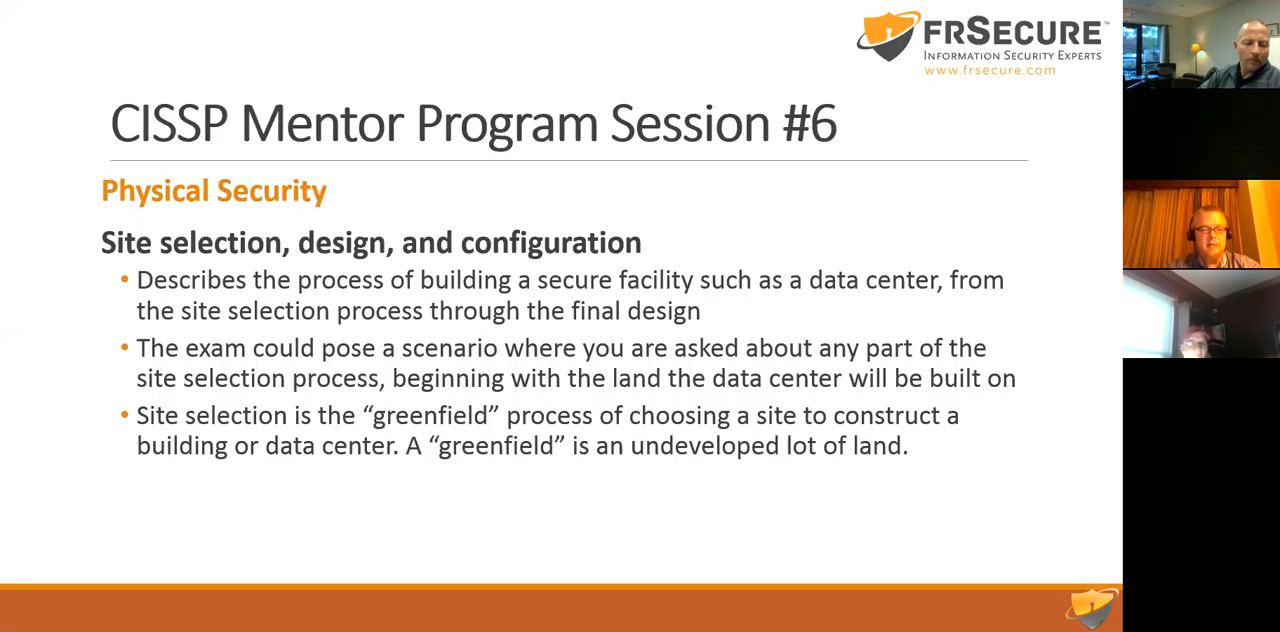 FRSECURE™
INFORMATION SECURITY EXPERTS
www.frsecure.com
CISSP Mentor Program Session #6
Physical Security
Site selection, design, and configuration
• Describes the process of building a secure facility such as a data center, from
the site selection process through the final design
• The exam could pose a scenario where you are asked about any part of the
site selection process, beginning with the land the data center will be built on
• Site selection is the “greenfield” process of choosing a site to construct a
building or data center. A “greenfield” is an undeveloped lot of land.